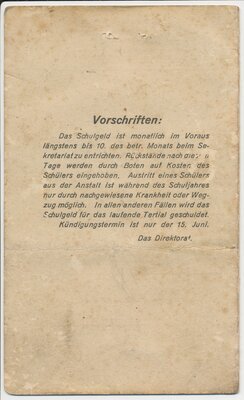 Vorschriften:
Das Schulgeld ist monatlich im Voraus
längstens bis 10. des betr. Monats beim Se-
kretariat zu entrichten. Rückstände nach diesen
Tage werden durch Boten auf Kosten des
Schülers eingehoben. Austritt eines Schülers
aus der Anstalt ist während des Schuljahres
nur durch nachgewiesene Krankheit oder Weg-
zug möglich. In allen anderen Fällen wird das
Schulgeld für das laufende Tertial geschuldet.
Kündigungstermin ist nur der 15. Juni.
Das Direktorat.